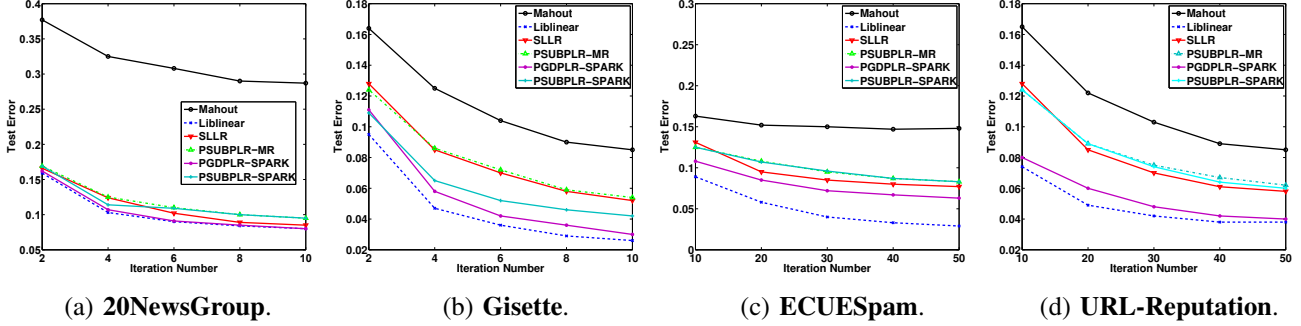 0.4
0.35
0.3
0.25
0.2
0.15
0.1
0.05
Test Error
2
4
6
8
10
Iteration Number
Mahout
Liblinear
SLLR
PSUBPLR-MR
PGDPLR-SPARK
PSUBPLR-SPARK
(a) 20NewsGroup.
0.18
0.16
0.14
0.12
0.1
0.08
0.06
0.04
0.02
Test Error
2
4
6
8
10
Iteration Number
Mahout
Liblinear
SLLR
PSUBPLR-MR
PGDPLR-SPARK
PSUBPLR-SPARK
(b) Gisette.
0.3
0.25
0.2
0.15
0.1
0.05
0
Test Error
10
20
30
40
50
Iteration Number
Mahout
Liblinear
SLLR
PSUBPLR-MR
PGDPLR-SPARK
PSUBPLR-SPARK
(c) ECUESpam.
0.18
0.16
0.14
0.12
0.1
0.08
0.06
0.04
0.02
Test Error
10
20
30
40
50
Iteration Number
Mahout
Liblinear
SLLR
PSUBPLR-MR
PGDPLR-SPARK
PSUBPLR-SPARK
(d) URL-Reputation.